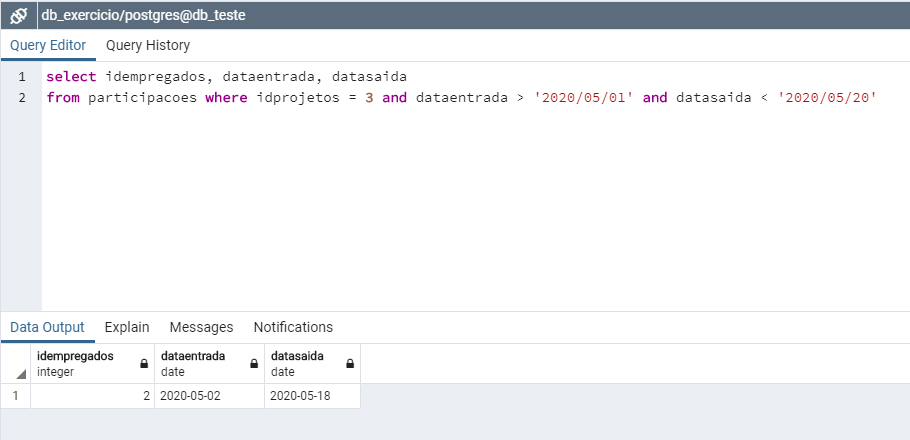 db_exercicio/postgres@db_teste
Query Editor Query History
1 select idempregados, dataentrada, datasaida
2 from participacoes where idprojetos = 3 and dataentrada > '2020/05/01' and datasaida < '2020/05/20'
Data Output Explain Messages Notifications
idempregados dataentrada datasaida
integer date date
1 2 2020-05-02 2020-05-18